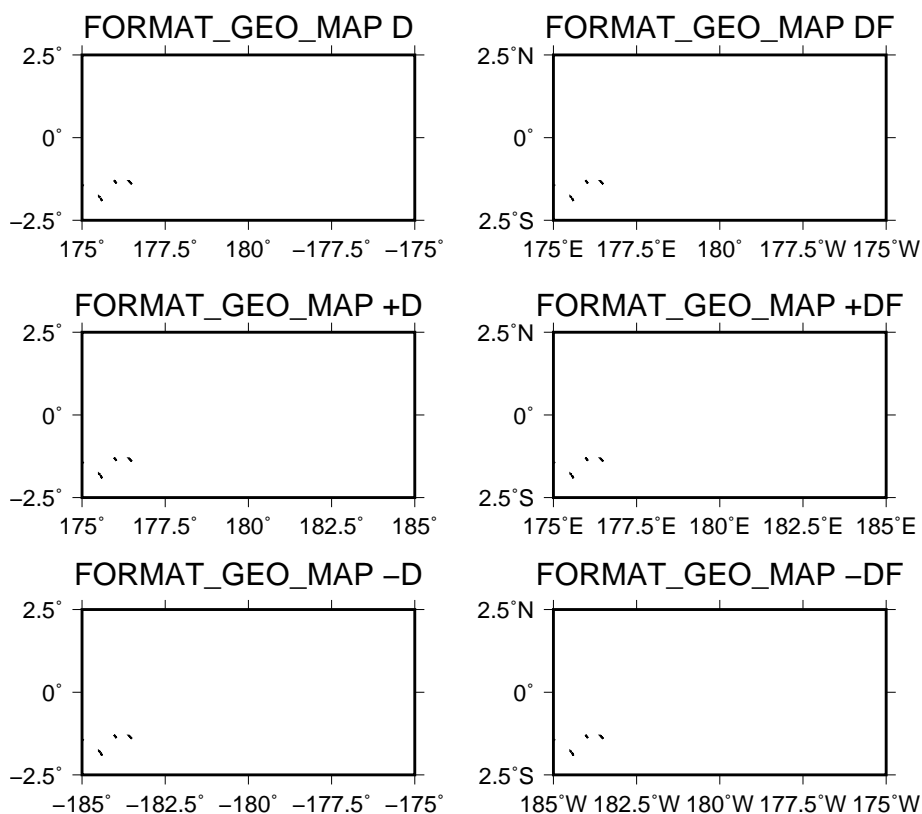 FORMAT_GEO_MAP D
2.5˚
0˚
−2.5˚
175˚ 177.5˚ 180˚ −177.5˚ −175˚
FORMAT_GEO_MAP DF
2.5˚N
0˚
2.5˚S
175˚E 177.5˚E 180˚ 177.5˚W 175˚W
FORMAT_GEO_MAP +D
2.5˚
0˚
−2.5˚
175˚ 177.5˚ 180˚ 182.5˚ 185˚
FORMAT_GEO_MAP +DF
2.5˚N
0˚
2.5˚S
175˚E 177.5˚E 180˚E 182.5˚E 185˚E
FORMAT_GEO_MAP −D
2.5˚
0˚
−2.5˚
−185˚ −182.5˚ −180˚ −177.5˚ −175˚
FORMAT_GEO_MAP −DF
2.5˚N
0˚
2.5˚S
185˚W 182.5˚W 180˚W 177.5˚W 175˚W